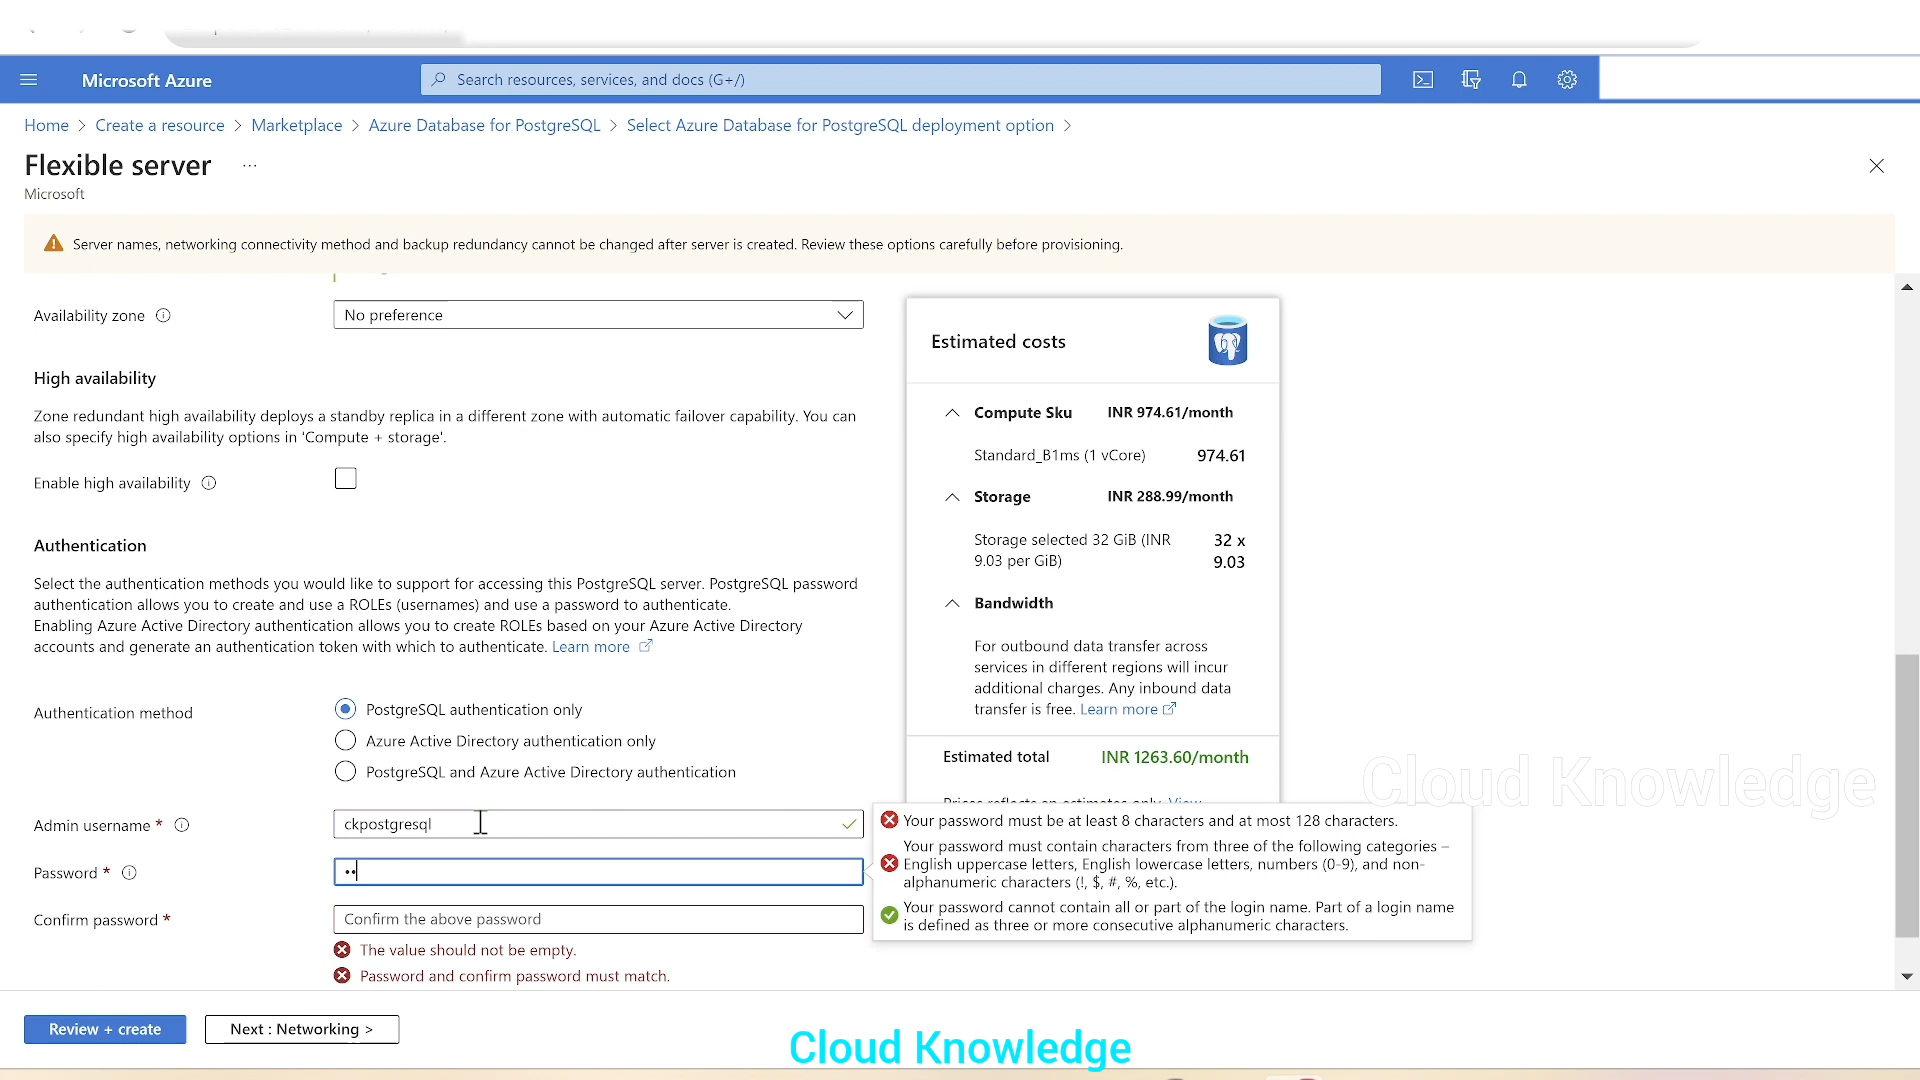 Microsoft Azure
Search resources, services, and docs (G+/)
Home > Create a resource > Marketplace > Azure Database for PostgreSQL > Select Azure Database for PostgreSQL deployment option >
Flexible server ...
Microsoft
Server names, networking connectivity method and backup redundancy cannot be changed after server is created. Review these options carefully before provisioning.
Availability zone
No preference
High availability
Zone redundant high availability deploys a standby replica in a different zone with automatic failover capability. You can
also specify high availability options in 'Compute + storage'.
Enable high availability
Authentication
Select the authentication methods you would like to support for accessing this PostgreSQL server. PostgreSQL password
authentication allows you to create and use a ROLEs (usernames) and use a password to authenticate.
Enabling Azure Active Directory authentication allows you to create ROLEs based on your Azure Active Directory
accounts and generate an authentication token with which to authenticate. Learn more
Authentication method
PostgreSQL authentication only
Azure Active Directory authentication only
PostgreSQL and Azure Active Directory authentication
Admin username *
ckpostgresql
Password *
••
Confirm password *
Confirm the above password
The value should not be empty.
Password and confirm password must match.
Estimated costs
Compute Sku INR 974.61/month
Standard_B1ms (1 vCore) 974.61
Storage INR 288.99/month
Storage selected 32 GiB (INR 32 x
9.03 per GiB) 9.03
Bandwidth
For outbound data transfer across
services in different regions will incur
additional charges. Any inbound data
transfer is free. Learn more
Estimated total INR 1263.60/month
Your password must be at least 8 characters and at most 128 characters.
Your password must contain characters from three of the following categories –
English uppercase letters, English lowercase letters, numbers (0-9), and non-
alphanumeric characters (!, $, #, %, etc.).
Your password cannot contain all or part of the login name. Part of a login name
is defined as three or more consecutive alphanumeric characters.
Cloud Knowledge
Review + create
Next : Networking >
Cloud Knowledge